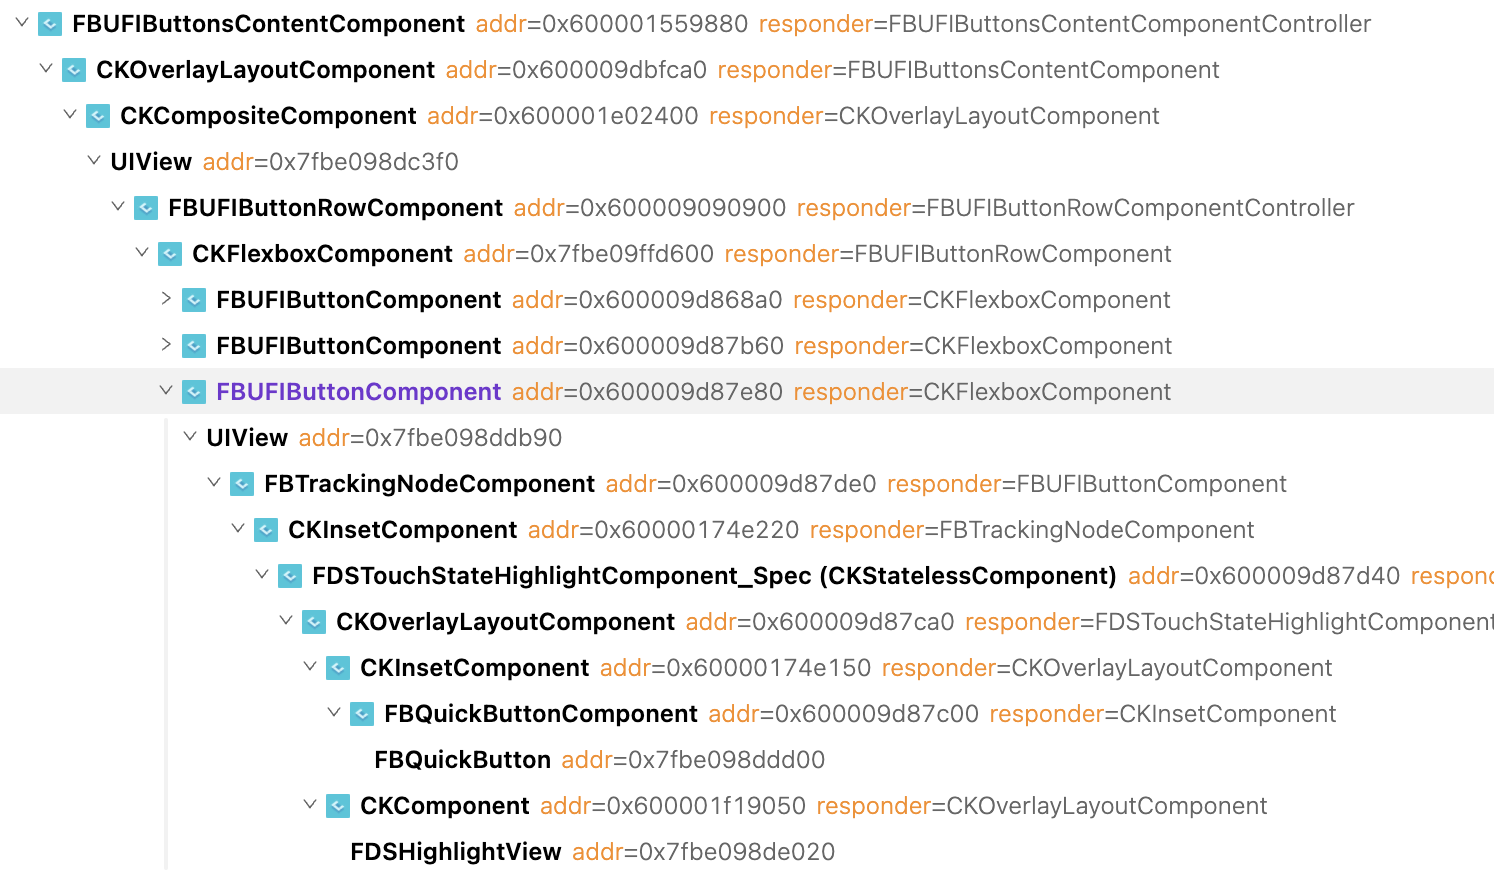 FBUFIButtonsContentComponent addr=0x600001559880 responder=FBUFIButtonsContentComponentController
CKOverlayLayoutComponent addr=0x600009dbfca0 responder=FBUFIButtonsContentComponent
CKCompositeComponent addr=0x600001e02400 responder=CKOverlayLayoutComponent
UIView addr=0x7fbe098dc3f0
FBUFIButtonRowComponent addr=0x600009090900 responder=FBUFIButtonRowComponentController
CKFlexboxComponent addr=0x7fbe09ffd600 responder=FBUFIButtonRowComponent
FBUFIButtonComponent addr=0x600009d868a0 responder=CKFlexboxComponent
FBUFIButtonComponent addr=0x600009d87b60 responder=CKFlexboxComponent
FBUFIButtonComponent addr=0x600009d87e80 responder=CKFlexboxComponent
UIView addr=0x7fbe098ddb90
FBTrackingNodeComponent addr=0x600009d87de0 responder=FBUFIButtonComponent
CKInsetComponent addr=0x60000174e220 responder=FBTrackingNodeComponent
FDSTouchStateHighlightComponent_Spec (CKStatelessComponent) addr=0x600009d87d40 respon
CKOverlayLayoutComponent addr=0x600009d87ca0 responder=FDSTouchStateHighlightComponent
CKInsetComponent addr=0x60000174e150 responder=CKOverlayLayoutComponent
FBQuickButtonComponent addr=0x600009d87c00 responder=CKInsetComponent
FBQuickButton addr=0x7fbe098ddd00
CKComponent addr=0x600001f19050 responder=CKOverlayLayoutComponent
FDSHighlightView addr=0x7fbe098de020